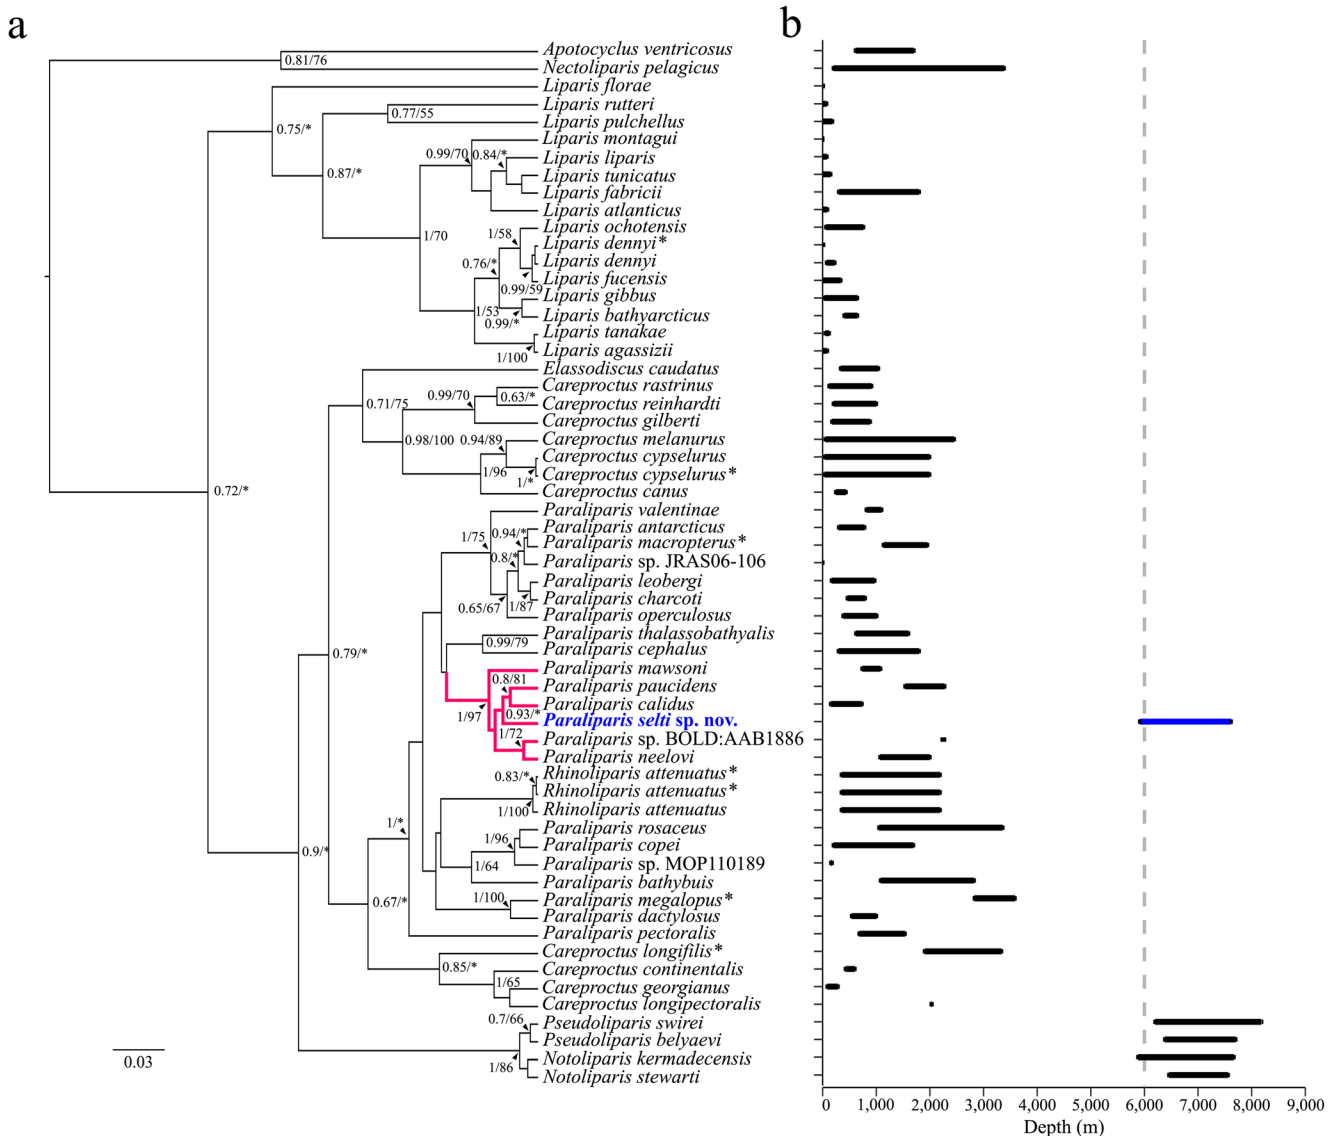 a
b
Apotocyclus ventricosus
0.81/76
Nectoliparis pelagicus
Liparis florae
Liparis rutteri
0.77/55
Liparis pulchellus
0.75/*
Liparis montagui
0.99/70
0.84/*
Liparis liparis
0.87/*
Liparis tunicatus
Liparis fabricii
Liparis atlanticus
Liparis ochotensis
1/70
1/58
Liparis dennyi*
0.76/*
Liparis dennyi
Liparis fucensis
0.99/59
Liparis gibbus
1/53
Liparis bathyarcticus
0.99/*
Liparis tanakae
Liparis agassizii
1/100
Elassodiscus caudatus
Careproctus rastrinus
0.99/70
0.63/*
0.71/75
Careproctus reinhardti
Careproctus gilberti
0.98/100
0.94/89
Careproctus melanurus
Careproctus cypselurus
1/96
Careproctus cypselurus*
1/*
0.72/*
Careproctus canus
Paraliparis valentinae
Paraliparis antarcticus
1/75
0.94/*
Paraliparis macropterus*
0.8/*
Paraliparis sp. JRAS06-106
Paraliparis leobergi
Paraliparis charcoti
0.65/67
1/87
Paraliparis operculosus
Paraliparis thalassobathyalis
0.99/79
Paraliparis cephalus
0.79/*
Paraliparis mawsoni
0.8/81
Paraliparis paucidens
Paraliparis calidus
1/97
0.93/*
Paraliparis selti sp. nov.
1/72
Paraliparis sp. BOLD:AAB1886
Paraliparis neelovi
0.83/*
Rhinoliparis attenuatus*
Rhinoliparis attenuatus*
1/100
Rhinoliparis attenuatus
1/*
Paraliparis rosaceus
1/96
Paraliparis copei
0.9/*
1/64
Paraliparis sp. MOP110189
Paraliparis bathybuis
0.67/*
1/100
Paraliparis megalopus*
Paraliparis dactylosus
Paraliparis pectoralis
Careproctus longifilis*
0.85/*
Careproctus continentalis
1/65
Careproctus georgianus
Careproctus longipectoralis
0.7/66
Pseudoliparis swirei
Pseudoliparis belyaevi
0.03
1/86
Notoliparis kermadecensis
Notoliparis stewarti
0 1,000 2,000 3,000 4,000 5,000 6,000 7,000 8,000 9,000
Depth (m)